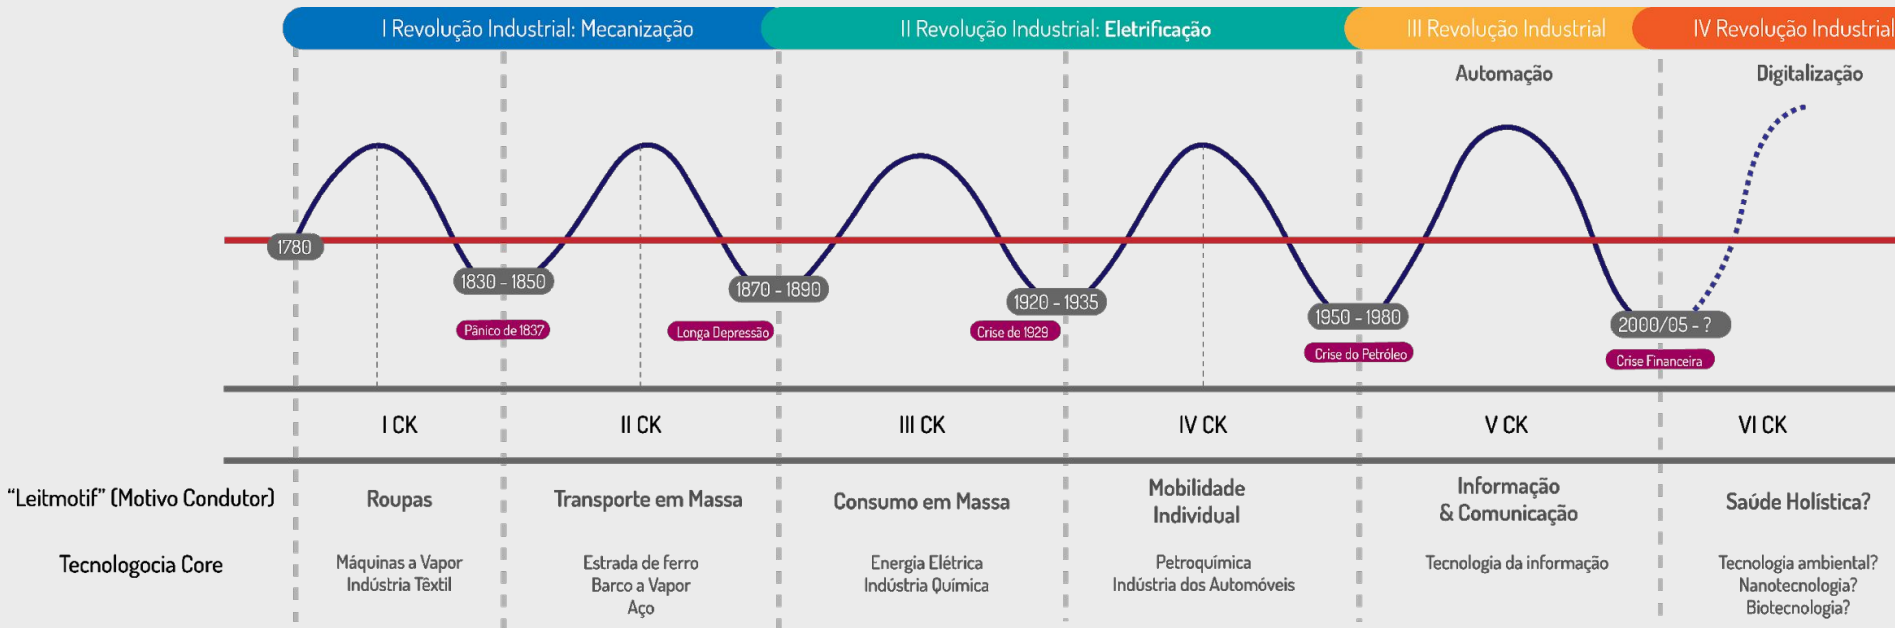 I Revolução Industrial: Mecanização
II Revolução Industrial: Eletrificação
III Revolução Industrial
IV Revolução Industrial
Automação
Digitalização
1780
1830 - 1850
1870 - 1890
1920 - 1935
1950 - 1980
2000/05 - ?
Pânico de 1837
Longa Depressão
Crise de 1929
Crise do Petróleo
Crise Financeira
I CK
II CK
III CK
IV CK
V CK
VI CK
“Leitmotif” (Motivo Condutor)
Roupas
Transporte em Massa
Consumo em Massa
Mobilidade
Individual
Informação
& Comunicação
Saúde Holística?
Tecnologocia Core
Máquinas a Vapor
Indústria Têxtil
Estrada de ferro
Barco a Vapor
Aço
Energia Elétrica
Indústria Química
Petroquímica
Indústria dos Automóveis
Tecnologia da informação
Tecnologia ambiental?
Nanotecnologia?
Biotecnologia?